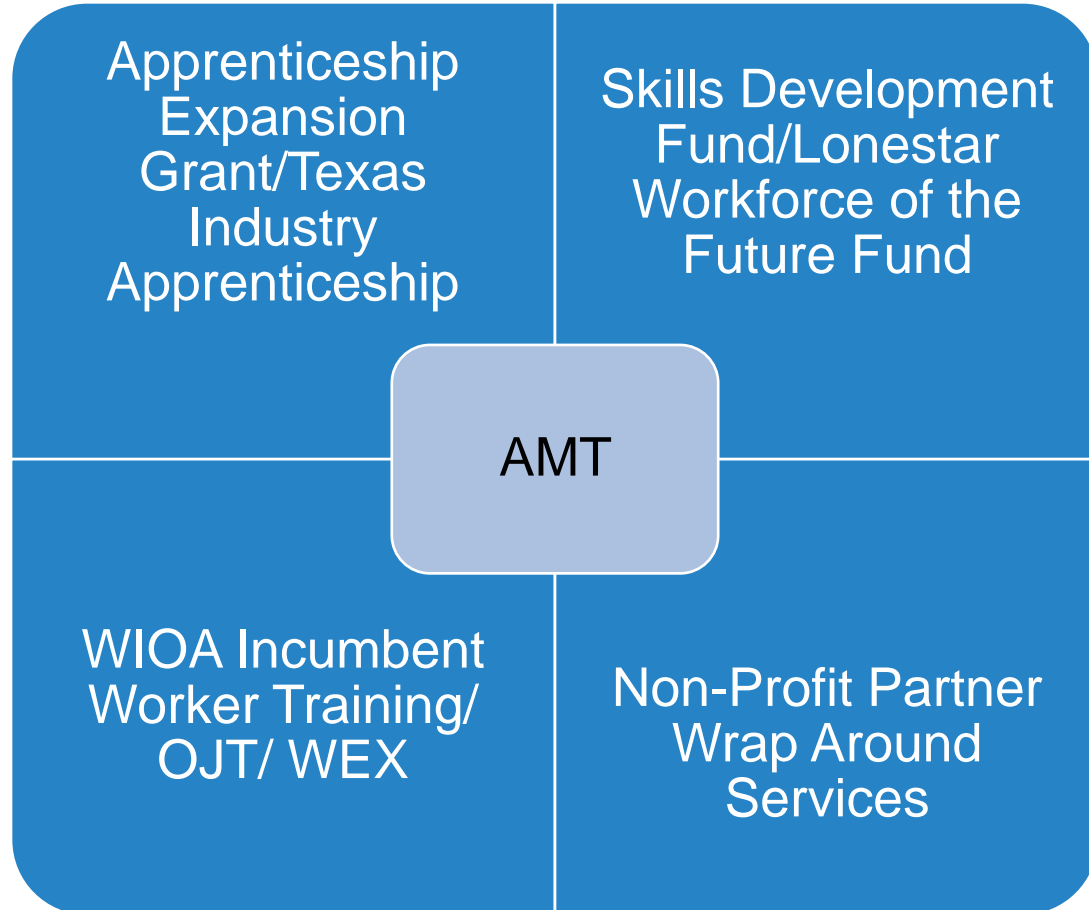 Apprenticeship
Expansion
Grant/Texas
Industry
Apprenticeship
Skills Development
Fund/Lonestar
Workforce of the
Future Fund
AMT
WIOA Incubent
Worker Training/
OJT/ WEX
Non-Profit Partner
Wrap Around
Services